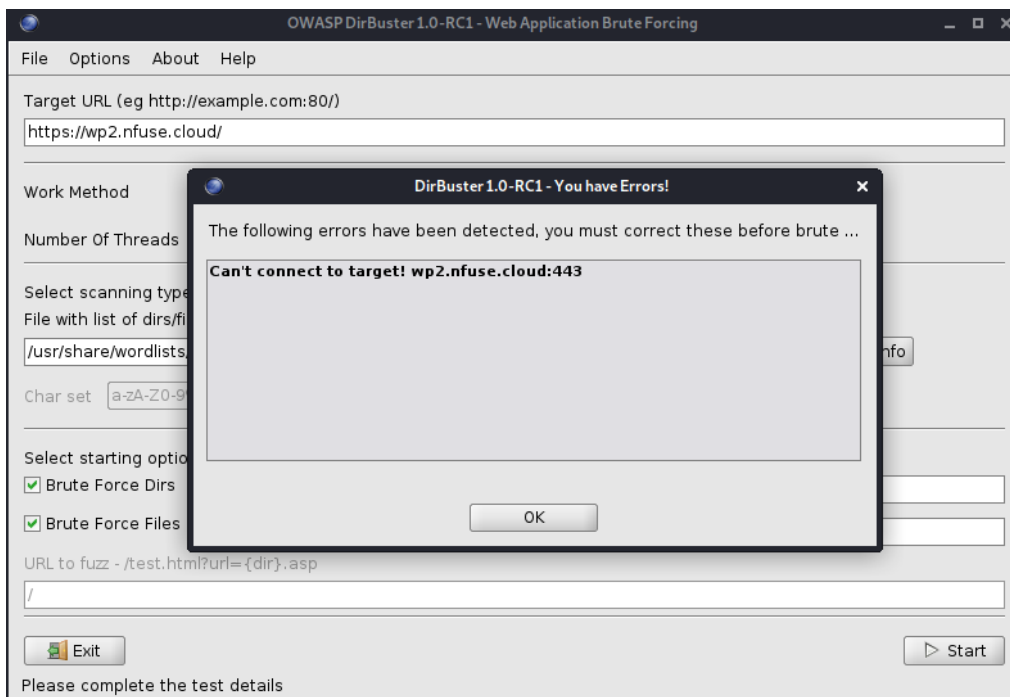 OWASP DirBuster 1.0-RC1 - Web Application Brute Forcing
File Options About Help
Target URL (eg http://example.com:80/)
https://wp2.nfuse.cloud/
Work Method
Number Of Threads
DirBuster 1.0-RC1 - You have Errors!
The following errors have been detected, you must correct these before brute ...
Can't connect to target! wp2.nfuse.cloud:443
OK
Select scanning type
File with list of dirs/fi
/usr/share/wordlists/
nfo
Char set a-zA-Z0-9
Select starting optio
Brute Force Dirs
Brute Force Files
URL to fuzz - /test.html?url={dir}.asp
/
Exit Start
Please complete the test details